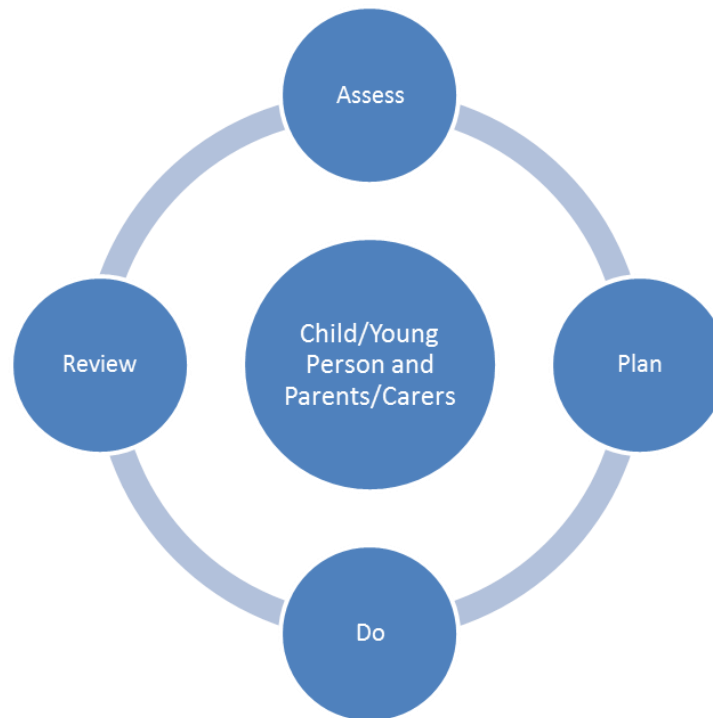 Assess
Review
Child/Young
Person and
Parents/Carers
Plan
Do